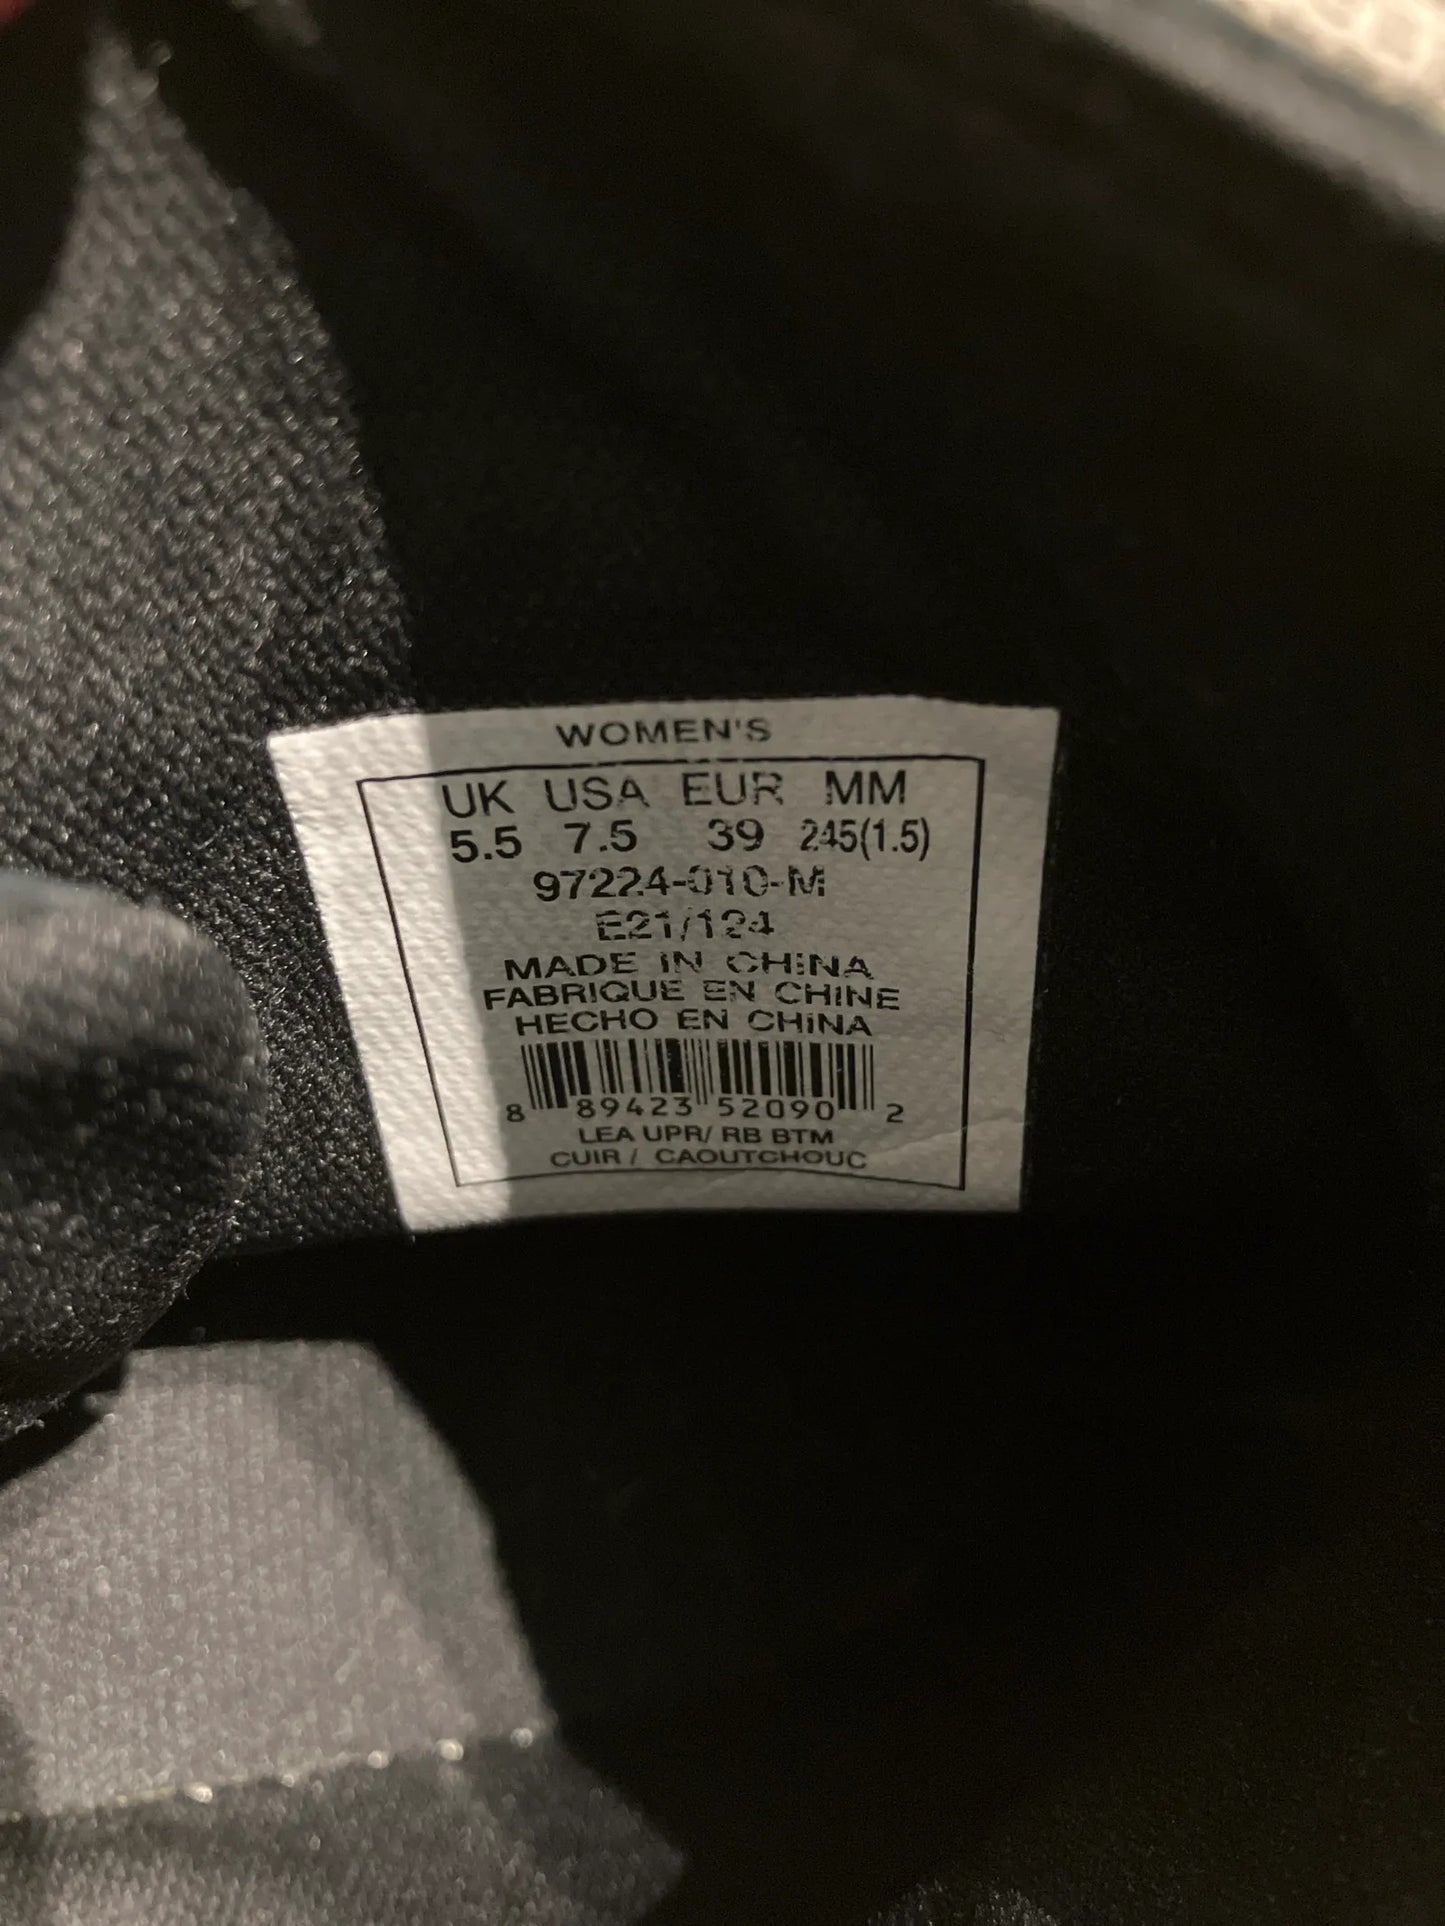 WOMEN'S
UK USA EUR MM
5.5 7.5 39 245(1.5)
97224-010-M
E21/124
MADE IN CHINA
FABRIQUE EN CHINE
HECHO EN CHINA
8 89423 52090 2
LEA UPR/ RB BTM
CUIR / CAOUTCHOUC